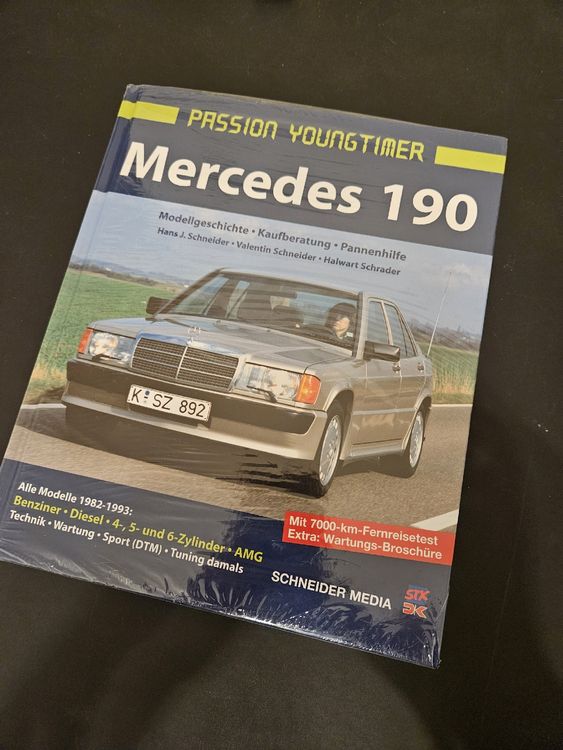 PASSION YOUNGTIMER
Mercedes 190
Modellgeschichte • Kaufberatung • Pannenhilfe
Hans J. Schneider • Valentin Schneider • Halwart Schrader
K SZ 892
Alle Modelle 1982-1993:
Benziner • Diesel • 4-, 5- und 6-Zylinder • AMG
Technik • Wartung • Sport (DTM) • Tuning damals
Mit 7000-km-Fernreisetest
Extra: Wartungs-Broschüre
SCHNEIDER MEDIA
STK
DK